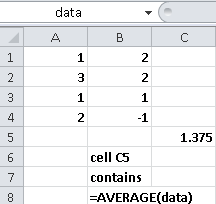 data
A B C
1 1 2
2 3 2
3 1 1
4 2 -1
5 1.375
6 cell C5
7 contains
8 =AVERAGE(data)